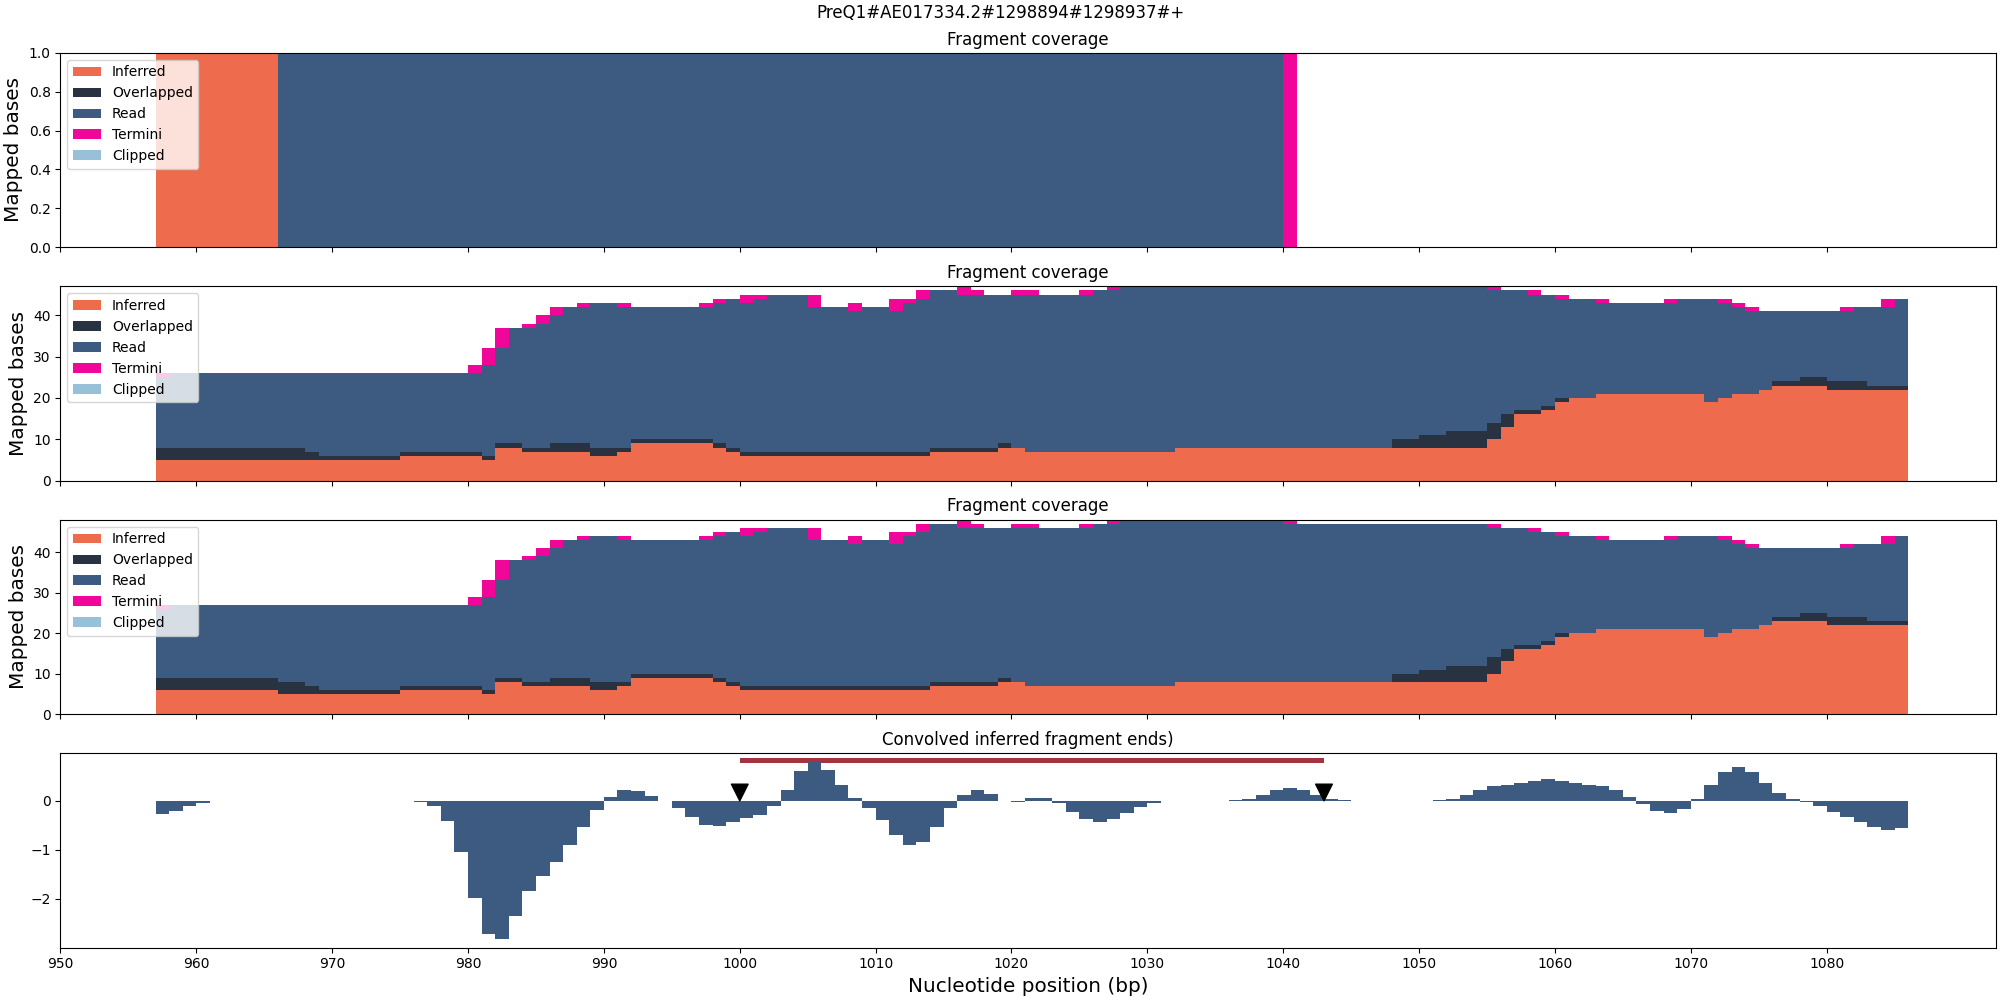 PreQ1#AE017334.2#1298894#1298937#+
Fragment coverage
Mapped bases
1.0
0.8
0.6
0.4
0.2
0.0
Inferred
Overlapped
Read
Termini
Clipped
Fragment coverage
Mapped bases
40
30
20
10
0
Inferred
Overlapped
Read
Termini
Clipped
Fragment coverage
Mapped bases
40
30
20
10
0
Inferred
Overlapped
Read
Termini
Clipped
Convolved inferred fragment ends)
0
−1
−2
950 960 970 980 990 1000 1010 1020 1030 1040 1050 1060 1070 1080
Nucleotide position (bp)